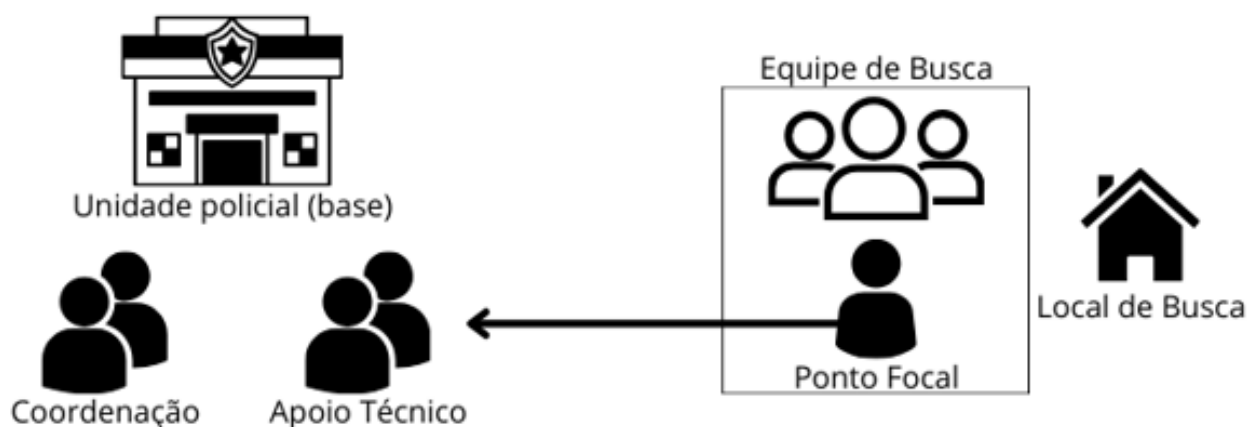 Equipe de Busca
Unidade policial (base)
Local de Busca
Ponto Focal
Coordenação
Apoio Técnico